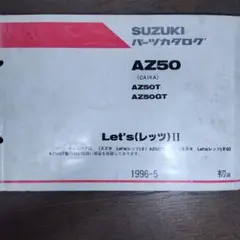 SUZUKI
パーツカタログ
AZ50
(CA1KA)
AZ50T
AZ50GT
Let's(レッツ)II
1996-5 初版